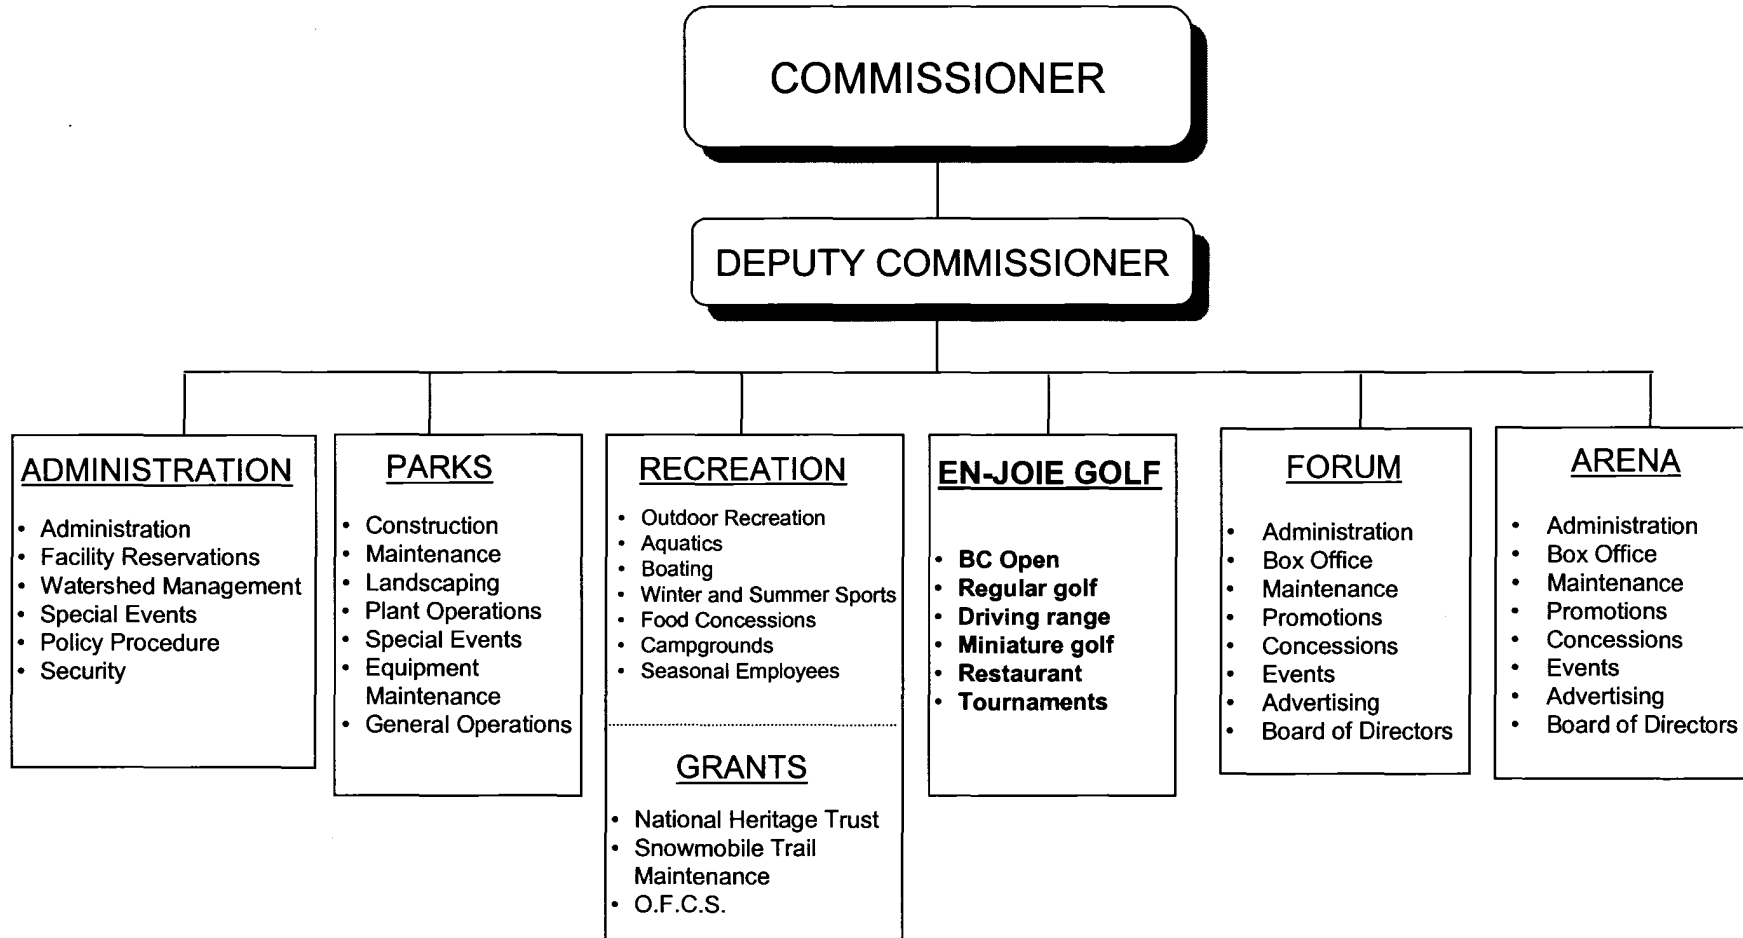 COMMISSIONER
DEPUTY COMMISSIONER
ADMINISTRATION
• Administration
• Facility Reservations
• Watershed Management
• Special Events
• Policy Procedure
• Security
PARKS
• Construction
• Maintenance
• Landscaping
• Plant Operations
• Special Events
• Equipment
Maintenance
• General Operations
RECREATION
• Outdoor Recreation
• Aquatics
• Boating
• Winter and Summer Sports
• Food Concessions
• Campgrounds
• Seasonal Employees
GRANTS
• National Heritage Trust
• Snowmobile Trail
Maintenance
• O.F.C.S.
EN-JOIE GOLF
• BC Open
• Regular golf
• Driving range
• Miniature golf
• Restaurant
• Tournaments
FORUM
• Administration
• Box Office
• Maintenance
• Promotions
• Concessions
• Events
• Advertising
• Board of Directors
ARENA
• Administration
• Box Office
• Maintenance
• Promotions
• Concessions
• Events
• Advertising
• Board of Directors